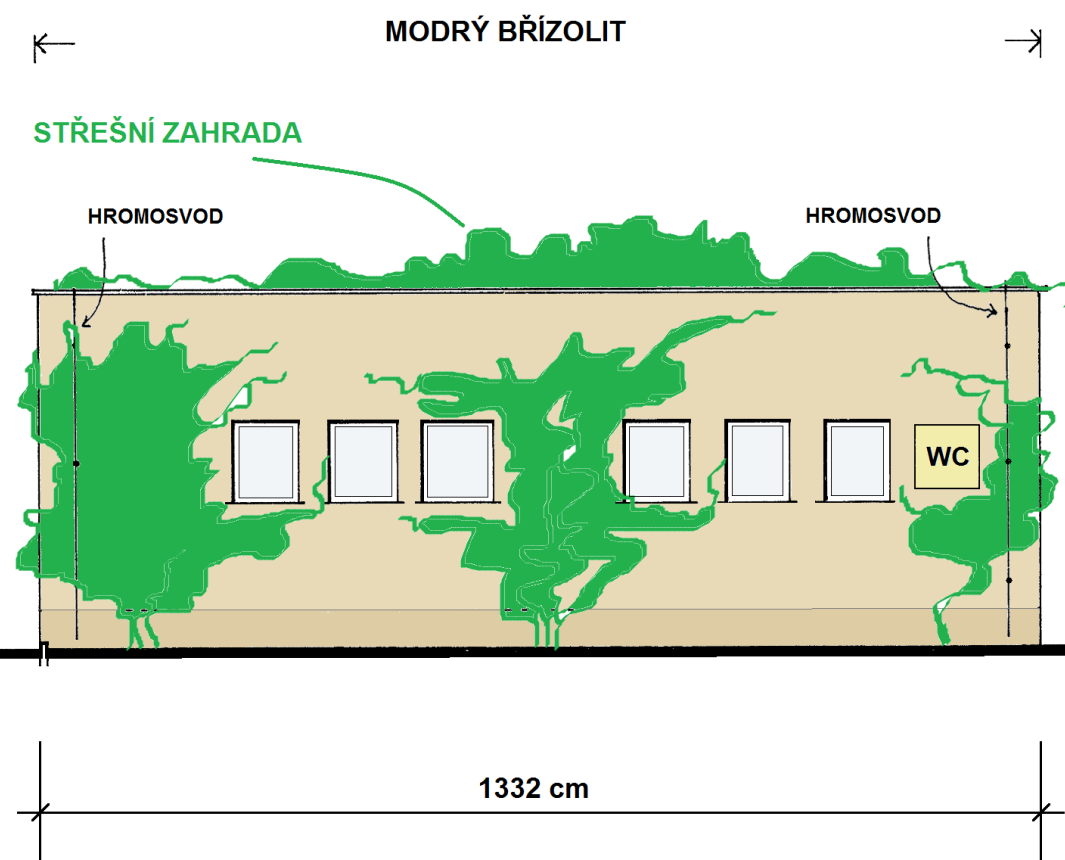 MODRÝ BŘÍZOLIT
STŘEŠNÍ ZAHRADA
HROMOSVOD
HROMOSVOD
WC
1332 cm